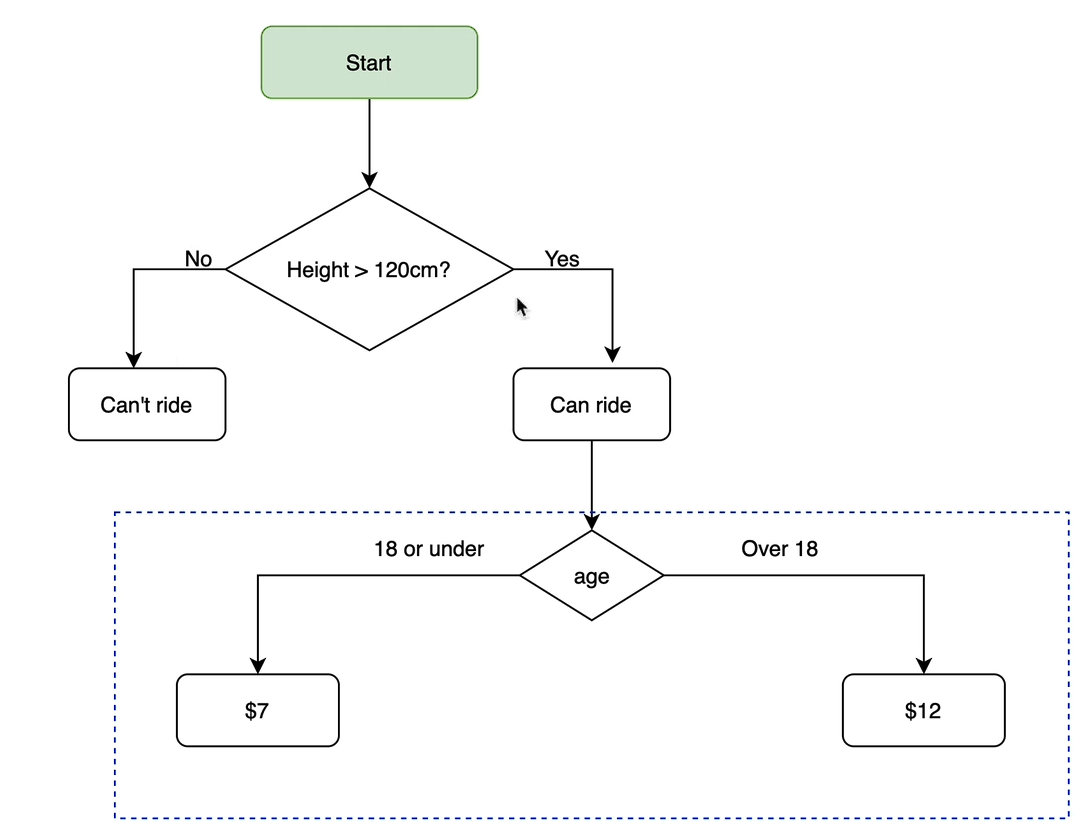 Start
No
Height > 120cm?
Yes
Can't ride
Can ride
18 or under
age
Over 18
$7
$12